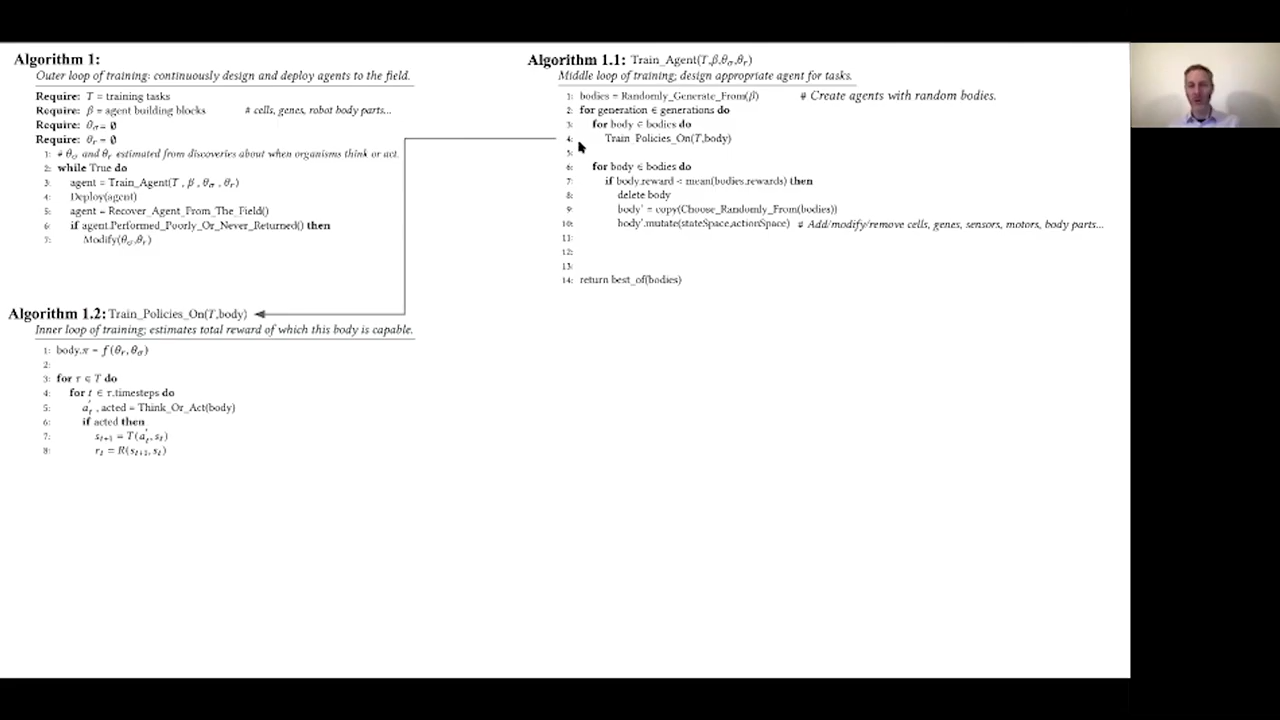 Algorithm 1:
Outer loop of training: continuously design and deploy agents to the field.
Require: T = training tasks
Require: β = agent building blocks # cells, genes, robot body parts...
Require: θσ = ∅
Require: θr = ∅
1: # θσ and θr estimated from discoveries about when organisms think or act.
2: while True do
3: agent = Train_Agent(T , β , θσ , θr)
4: Deploy(agent)
5: agent = Recover_Agent_From_The_Field()
6: if agent.Performed_Poorly_Or_Never_Returned() then
7: Modify(θσ,θr)
Algorithm 1.2: Train_Policies_On(T,body)
Inner loop of training; estimates total reward of which this body is capable.
1: body.π = f(θr, θσ)
2:
3: for τ ∈ T do
4: for t ∈ τ.timesteps do
5: a't , acted = Think_Or_Act(body)
6: if acted then
7: st+1 = T(a't, st)
8: rt = R(st+1, st)
Algorithm 1.1: Train_Agent(T,β,θσ,θr)
Middle loop of training; design appropriate agent for tasks.
1: bodies = Randomly_Generate_From(β) # Create agents with random bodies.
2: for generation ∈ generations do
3: for body ∈ bodies do
4: Train_Policies_On(T,body)
5:
6: for body ∈ bodies do
7: if body.reward < mean(bodies.rewards) then
8: delete body
9: body' = copy(Choose_Randomly_From(bodies))
10: body'.mutate(stateSpace,actionSpace) # Add/modify/remove cells, genes, sensors, motors, body parts...
11:
12:
13:
14: return best_of(bodies)